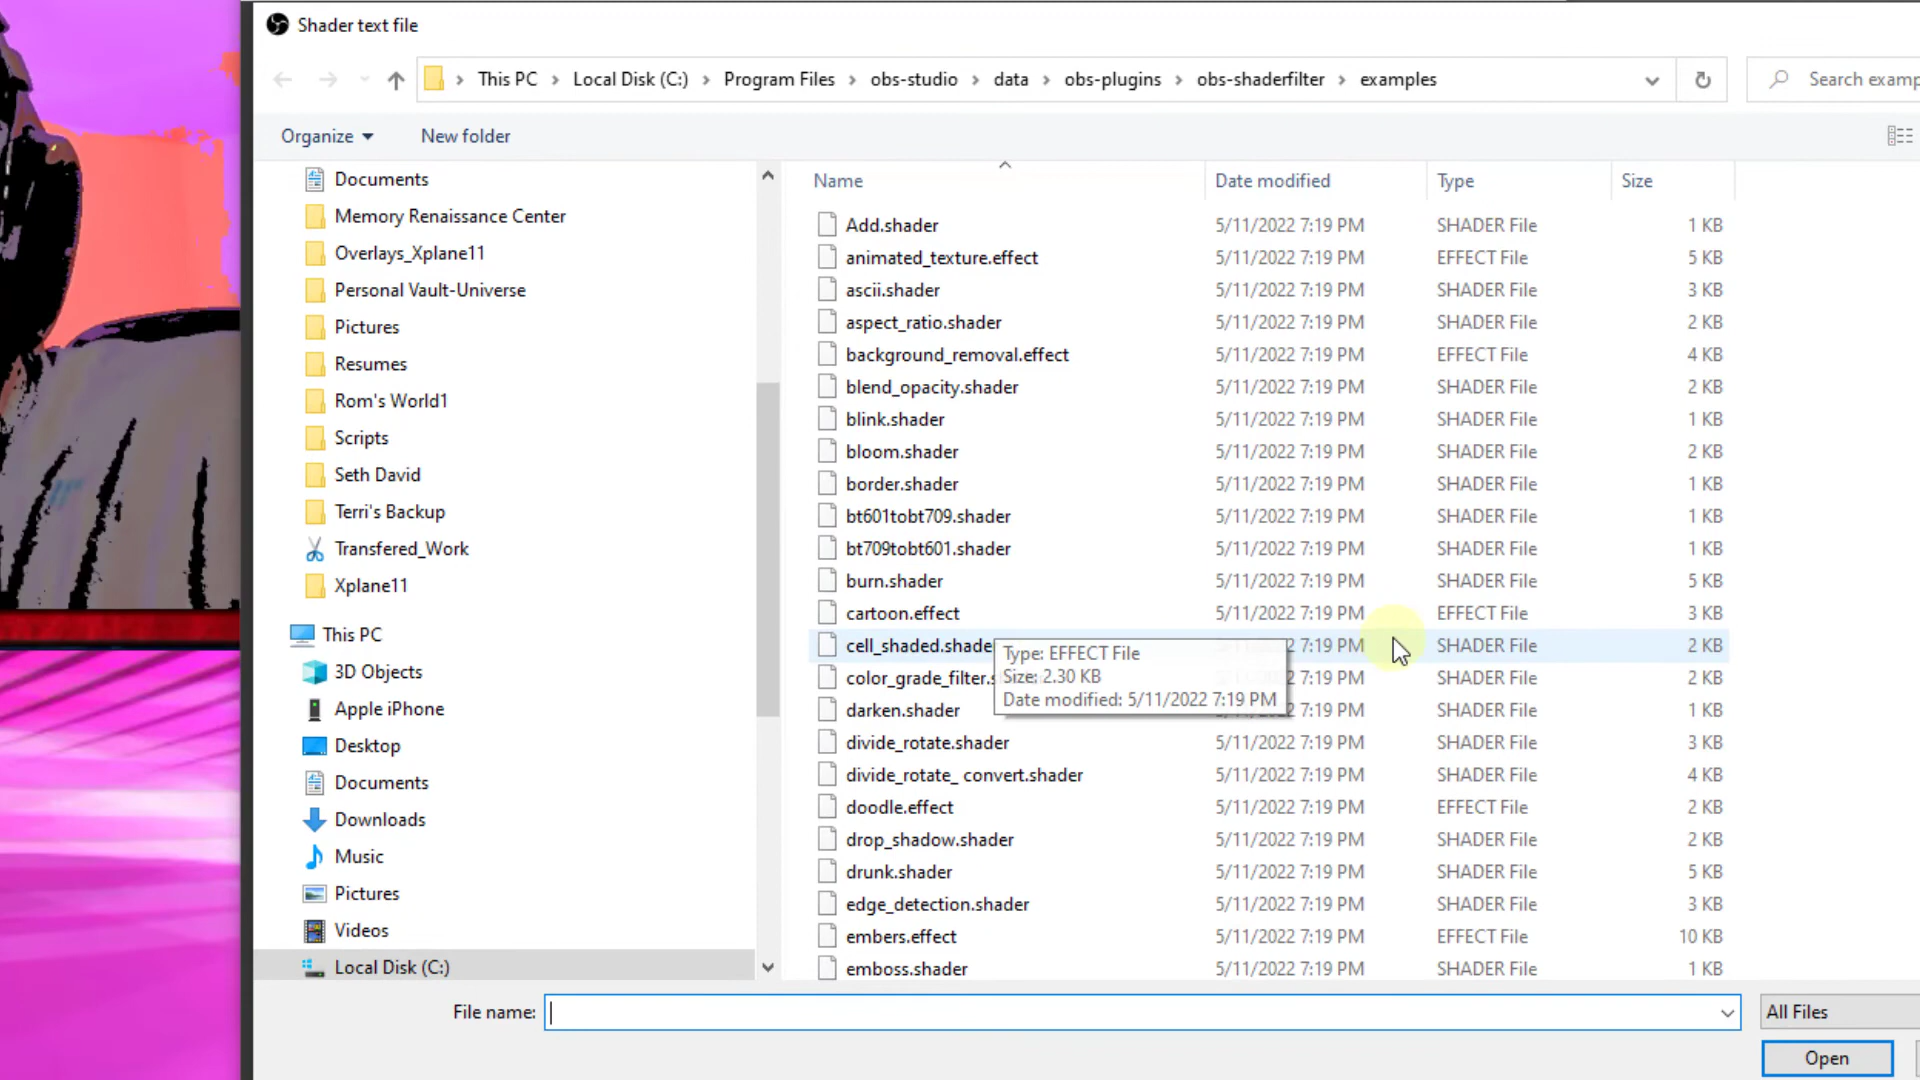 Shader text file
This PC > Local Disk (C:) > Program Files > obs-studio > data > obs-plugins > obs-shaderfilter > examples
Search examp
Organize
New folder
Documents
Memory Renaissance Center
Overlays_Xplane11
Personal Vault-Universe
Pictures
Resumes
Rom's World1
Scripts
Seth David
Terri's Backup
Transfered_Work
Xplane11
This PC
3D Objects
Apple iPhone
Desktop
Documents
Downloads
Music
Pictures
Videos
Local Disk (C:)
Name Date modified Type Size
Add.shader 5/11/2022 7:19 PM SHADER File 1 KB
animated_texture.effect 5/11/2022 7:19 PM EFFECT File 5 KB
ascii.shader 5/11/2022 7:19 PM SHADER File 3 KB
aspect_ratio.shader 5/11/2022 7:19 PM SHADER File 2 KB
background_removal.effect 5/11/2022 7:19 PM EFFECT File 4 KB
blend_opacity.shader 5/11/2022 7:19 PM SHADER File 2 KB
blink.shader 5/11/2022 7:19 PM SHADER File 1 KB
bloom.shader 5/11/2022 7:19 PM SHADER File 2 KB
border.shader 5/11/2022 7:19 PM SHADER File 1 KB
bt601tobt709.shader 5/11/2022 7:19 PM SHADER File 1 KB
bt709tobt601.shader 5/11/2022 7:19 PM SHADER File 1 KB
burn.shader 5/11/2022 7:19 PM SHADER File 5 KB
cartoon.effect 5/11/2022 7:19 PM EFFECT File 3 KB
cell_shaded.shade 7:19 PM SHADER File 2 KB
color_grade_filter.s 7:19 PM SHADER File 2 KB
darken.shader 5/11/2022 7:19 PM SHADER File 1 KB
divide_rotate.shader 5/11/2022 7:19 PM SHADER File 3 KB
divide_rotate_ convert.shader 5/11/2022 7:19 PM SHADER File 4 KB
doodle.effect 5/11/2022 7:19 PM EFFECT File 2 KB
drop_shadow.shader 5/11/2022 7:19 PM SHADER File 2 KB
drunk.shader 5/11/2022 7:19 PM SHADER File 5 KB
edge_detection.shader 5/11/2022 7:19 PM SHADER File 3 KB
embers.effect 5/11/2022 7:19 PM EFFECT File 10 KB
emboss.shader 5/11/2022 7:19 PM SHADER File 1 KB
Type: EFFECT File
Size: 2.30 KB
Date modified: 5/11/2022 7:19 PM
File name:
All Files
Open